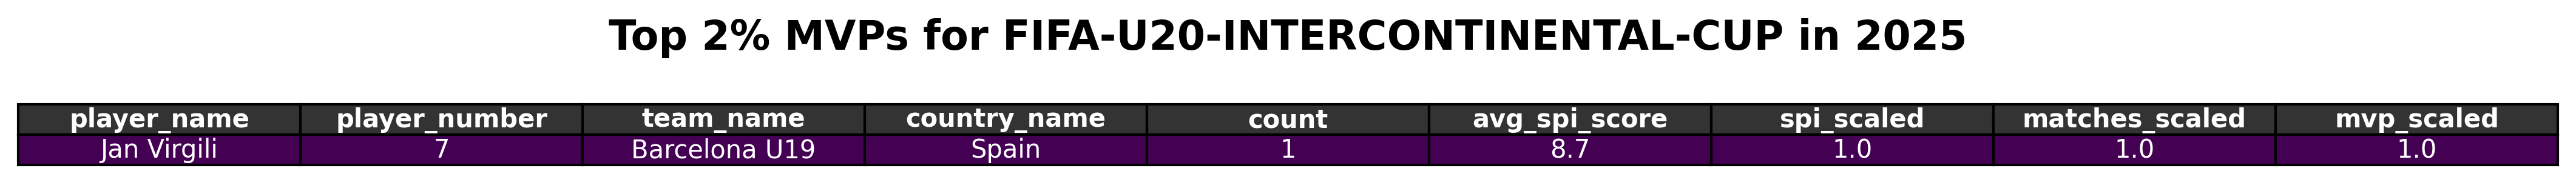 Top 2% MVPs for FIFA-U20-INTERCONTINENTAL-CUP in 2025
player_name player_number team_name country_name count avg_spi_score spi_scaled matches_scaled mvp_scaled
Jan Virgili 7 Barcelona U19 Spain 1 8.7 1.0 1.0 1.0